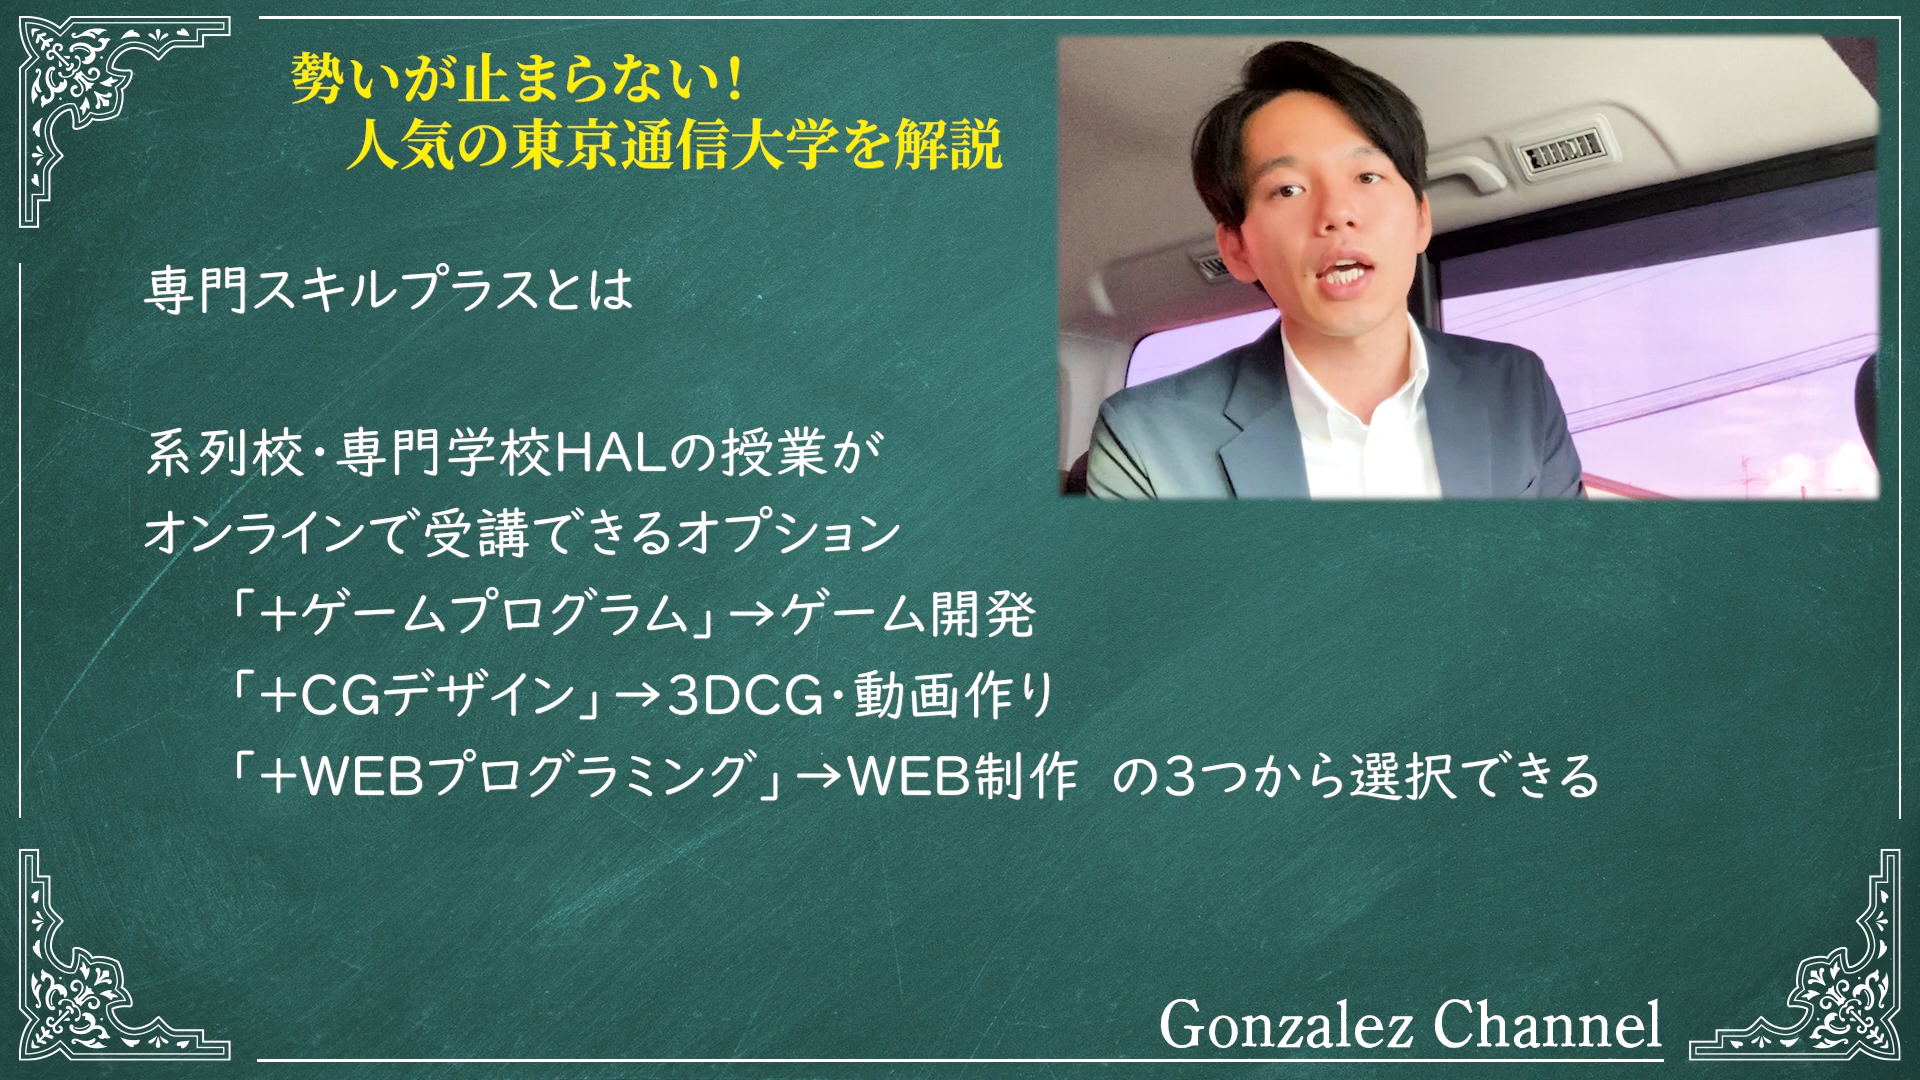 勢いが止まらない！
人気の東京通信大学を解説
専門スキルプラスとは
系列校・専門学校HALの授業が
オンラインで受講できるオプション
「＋ゲームプログラム」→ゲーム開発
「＋CGデザイン」→3DCG・動画作り
「＋WEBプログラミング」→WEB制作 の3つから選択できる
Gonzalez Channel